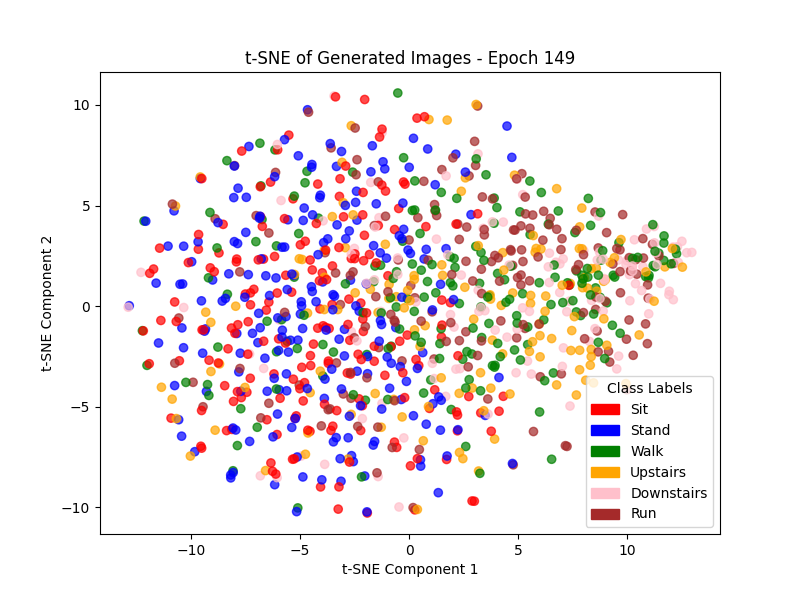 t-SNE of Generated Images - Epoch 149
10
5
0
−5
−10
t-SNE Component 2
−10
−5
0
5
10
t-SNE Component 1
Class Labels
Sit
Stand
Walk
Upstairs
Downstairs
Run